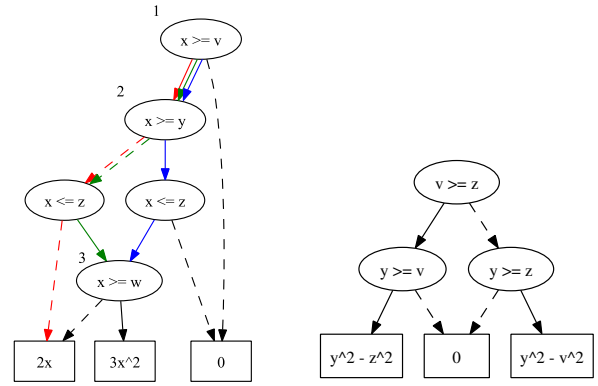 1
x >= v
2
x >= y
x <= z
x <= z
3
x >= w
2x
3x^2
0
v >= z
y >= v
y >= z
y^2 - z^2
0
y^2 - v^2